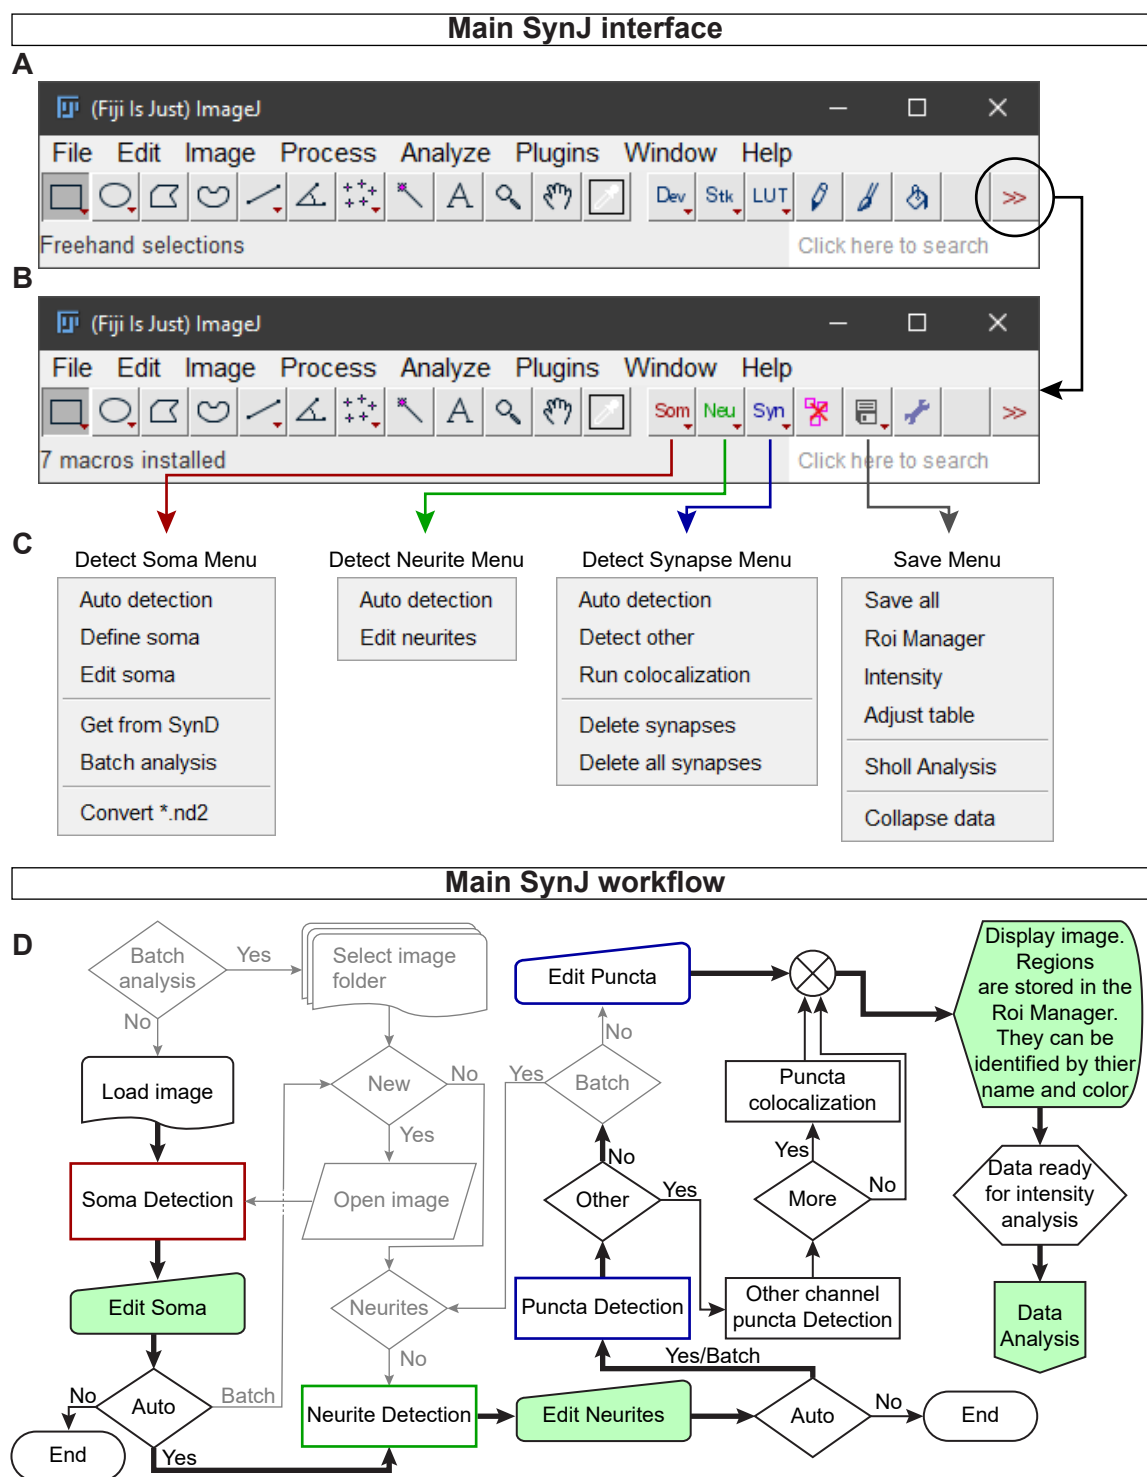 Main SynJ interface
A
(Fiji Is Just) ImageJ
File Edit Image Process Analyze Plugins Window Help
A Dev Stk LUT >>
Freehand selections
Click here to search
B
(Fiji Is Just) ImageJ
File Edit Image Process Analyze Plugins Window Help
A Som Neu Syn >>
7 macros installed
Click here to search
C
Detect Soma Menu
Auto detection
Define soma
Edit soma
Get from SynD
Batch analysis
Convert *.nd2
Detect Neurite Menu
Auto detection
Edit neurites
Detect Synapse Menu
Auto detection
Detect other
Run colocalization
Delete synapses
Delete all synapses
Save Menu
Save all
Roi Manager
Intensity
Adjust table
Sholl Analysis
Collapse data
Main SynJ workflow
D
Batch
analysis
Yes
No
Select image
folder
Load image
New
No
Yes
Soma Detection
Open image
Edit Soma
Neurites
No
Auto
No
Batch
End
Yes
Neurite Detection
Edit Neurites
Auto
No
End
Yes/Batch
Puncta Detection
Other
No
Yes
Batch
Yes
No
Edit Puncta
Other channel
puncta Detection
More
Yes
No
Puncta
colocalization
Display image.
Regions
are stored in the
Roi Manager.
They can be
identified by thier
name and color
Data ready
for intensity
analysis
Data
Analysis